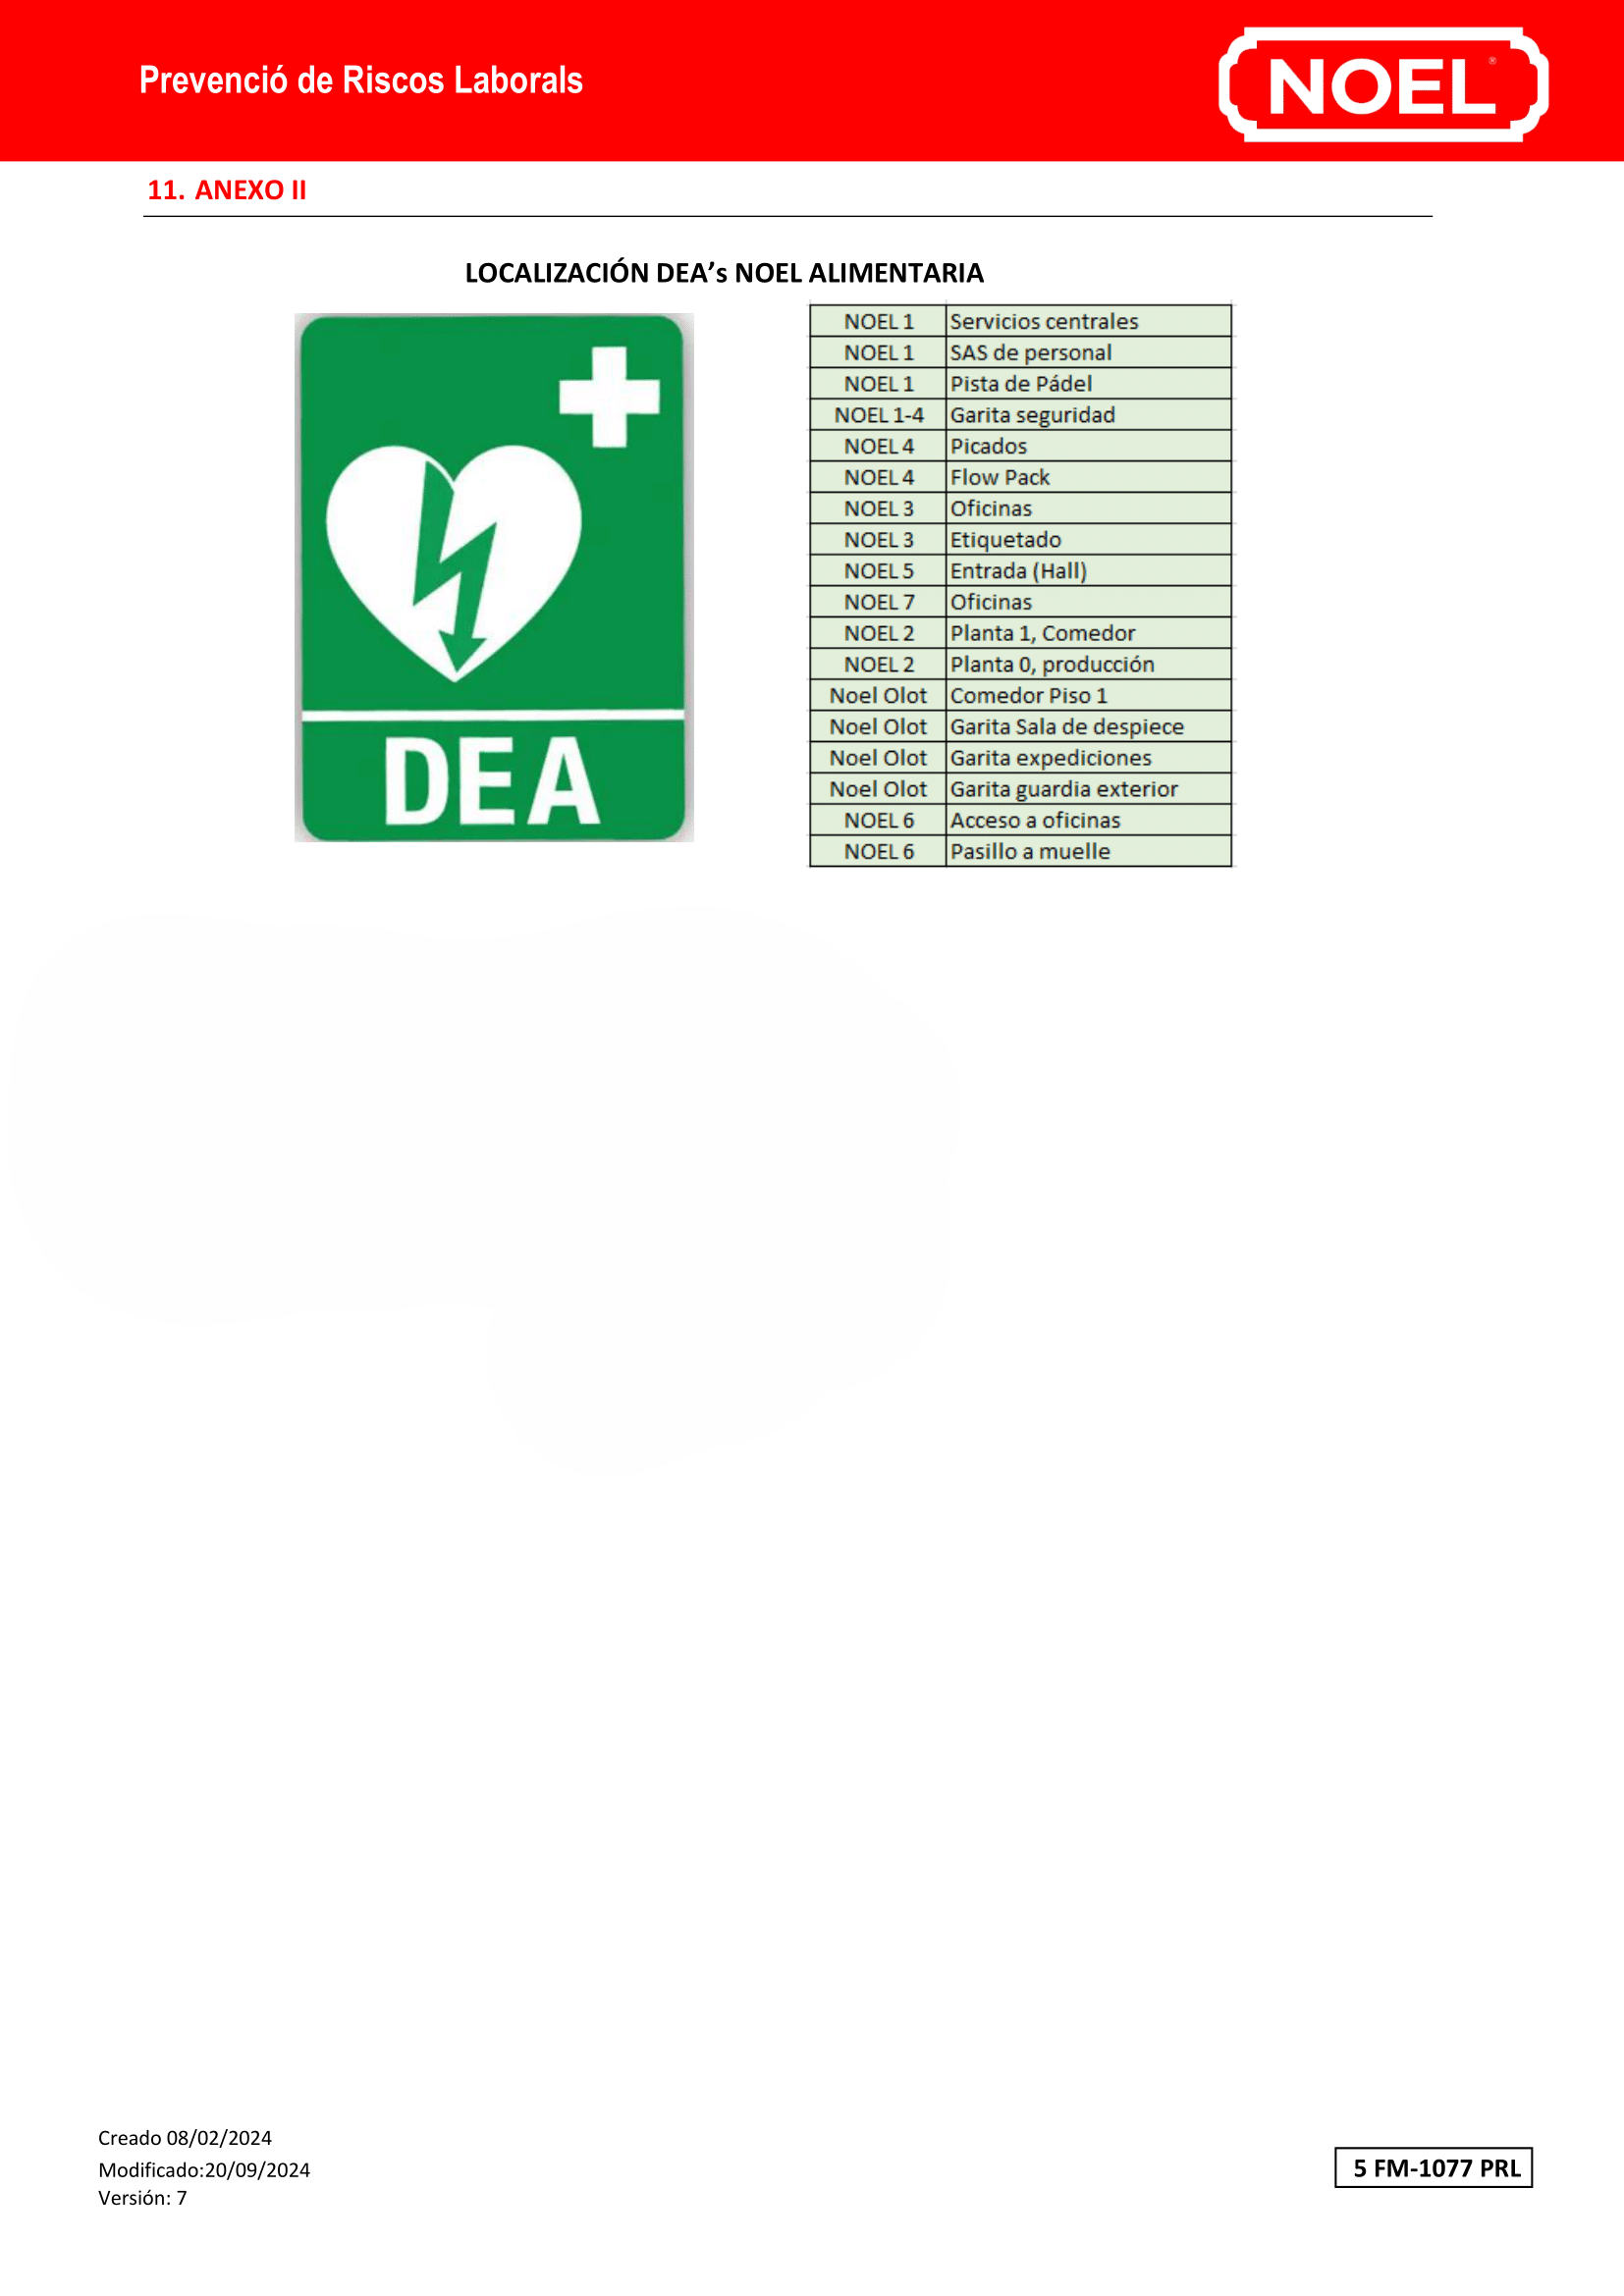 Prevenció de Riscos Laborals
NOEL®
11. ANEXO II
LOCALIZACIÓN DEA’s NOEL ALIMENTARIA
DEA
NOEL 1 Servicios centrales
NOEL 1 SAS de personal
NOEL 1 Pista de Pádel
NOEL 1-4 Garita seguridad
NOEL 4 Picados
NOEL 4 Flow Pack
NOEL 3 Oficinas
NOEL 3 Etiquetado
NOEL 5 Entrada (Hall)
NOEL 7 Oficinas
NOEL 2 Planta 1, Comedor
NOEL 2 Planta 0, producción
Noel Olot Comedor Piso 1
Noel Olot Garita Sala de despiece
Noel Olot Garita expediciones
Noel Olot Garita guardia exterior
NOEL 6 Acceso a oficinas
NOEL 6 Pasillo a muelle
Creado 08/02/2024
Modificado:20/09/2024
Versión: 7
5 FM-1077 PRL